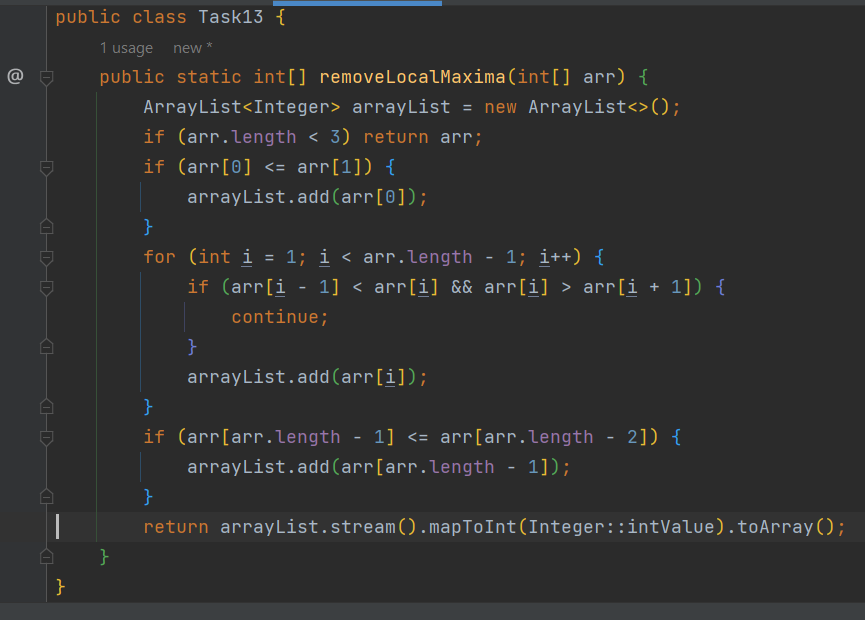 public class Task13 {
1 usage new *
@ public static int[] removeLocalMaxima(int[] arr) {
ArrayList<Integer> arrayList = new ArrayList<>();
if (arr.length < 3) return arr;
if (arr[0] <= arr[1]) {
arrayList.add(arr[0]);
}
for (int i = 1; i < arr.length - 1; i++) {
if (arr[i - 1] < arr[i] && arr[i] > arr[i + 1]) {
continue;
}
arrayList.add(arr[i]);
}
if (arr[arr.length - 1] <= arr[arr.length - 2]) {
arrayList.add(arr[arr.length - 1]);
}
return arrayList.stream().mapToInt(Integer::intValue).toArray();
}
}